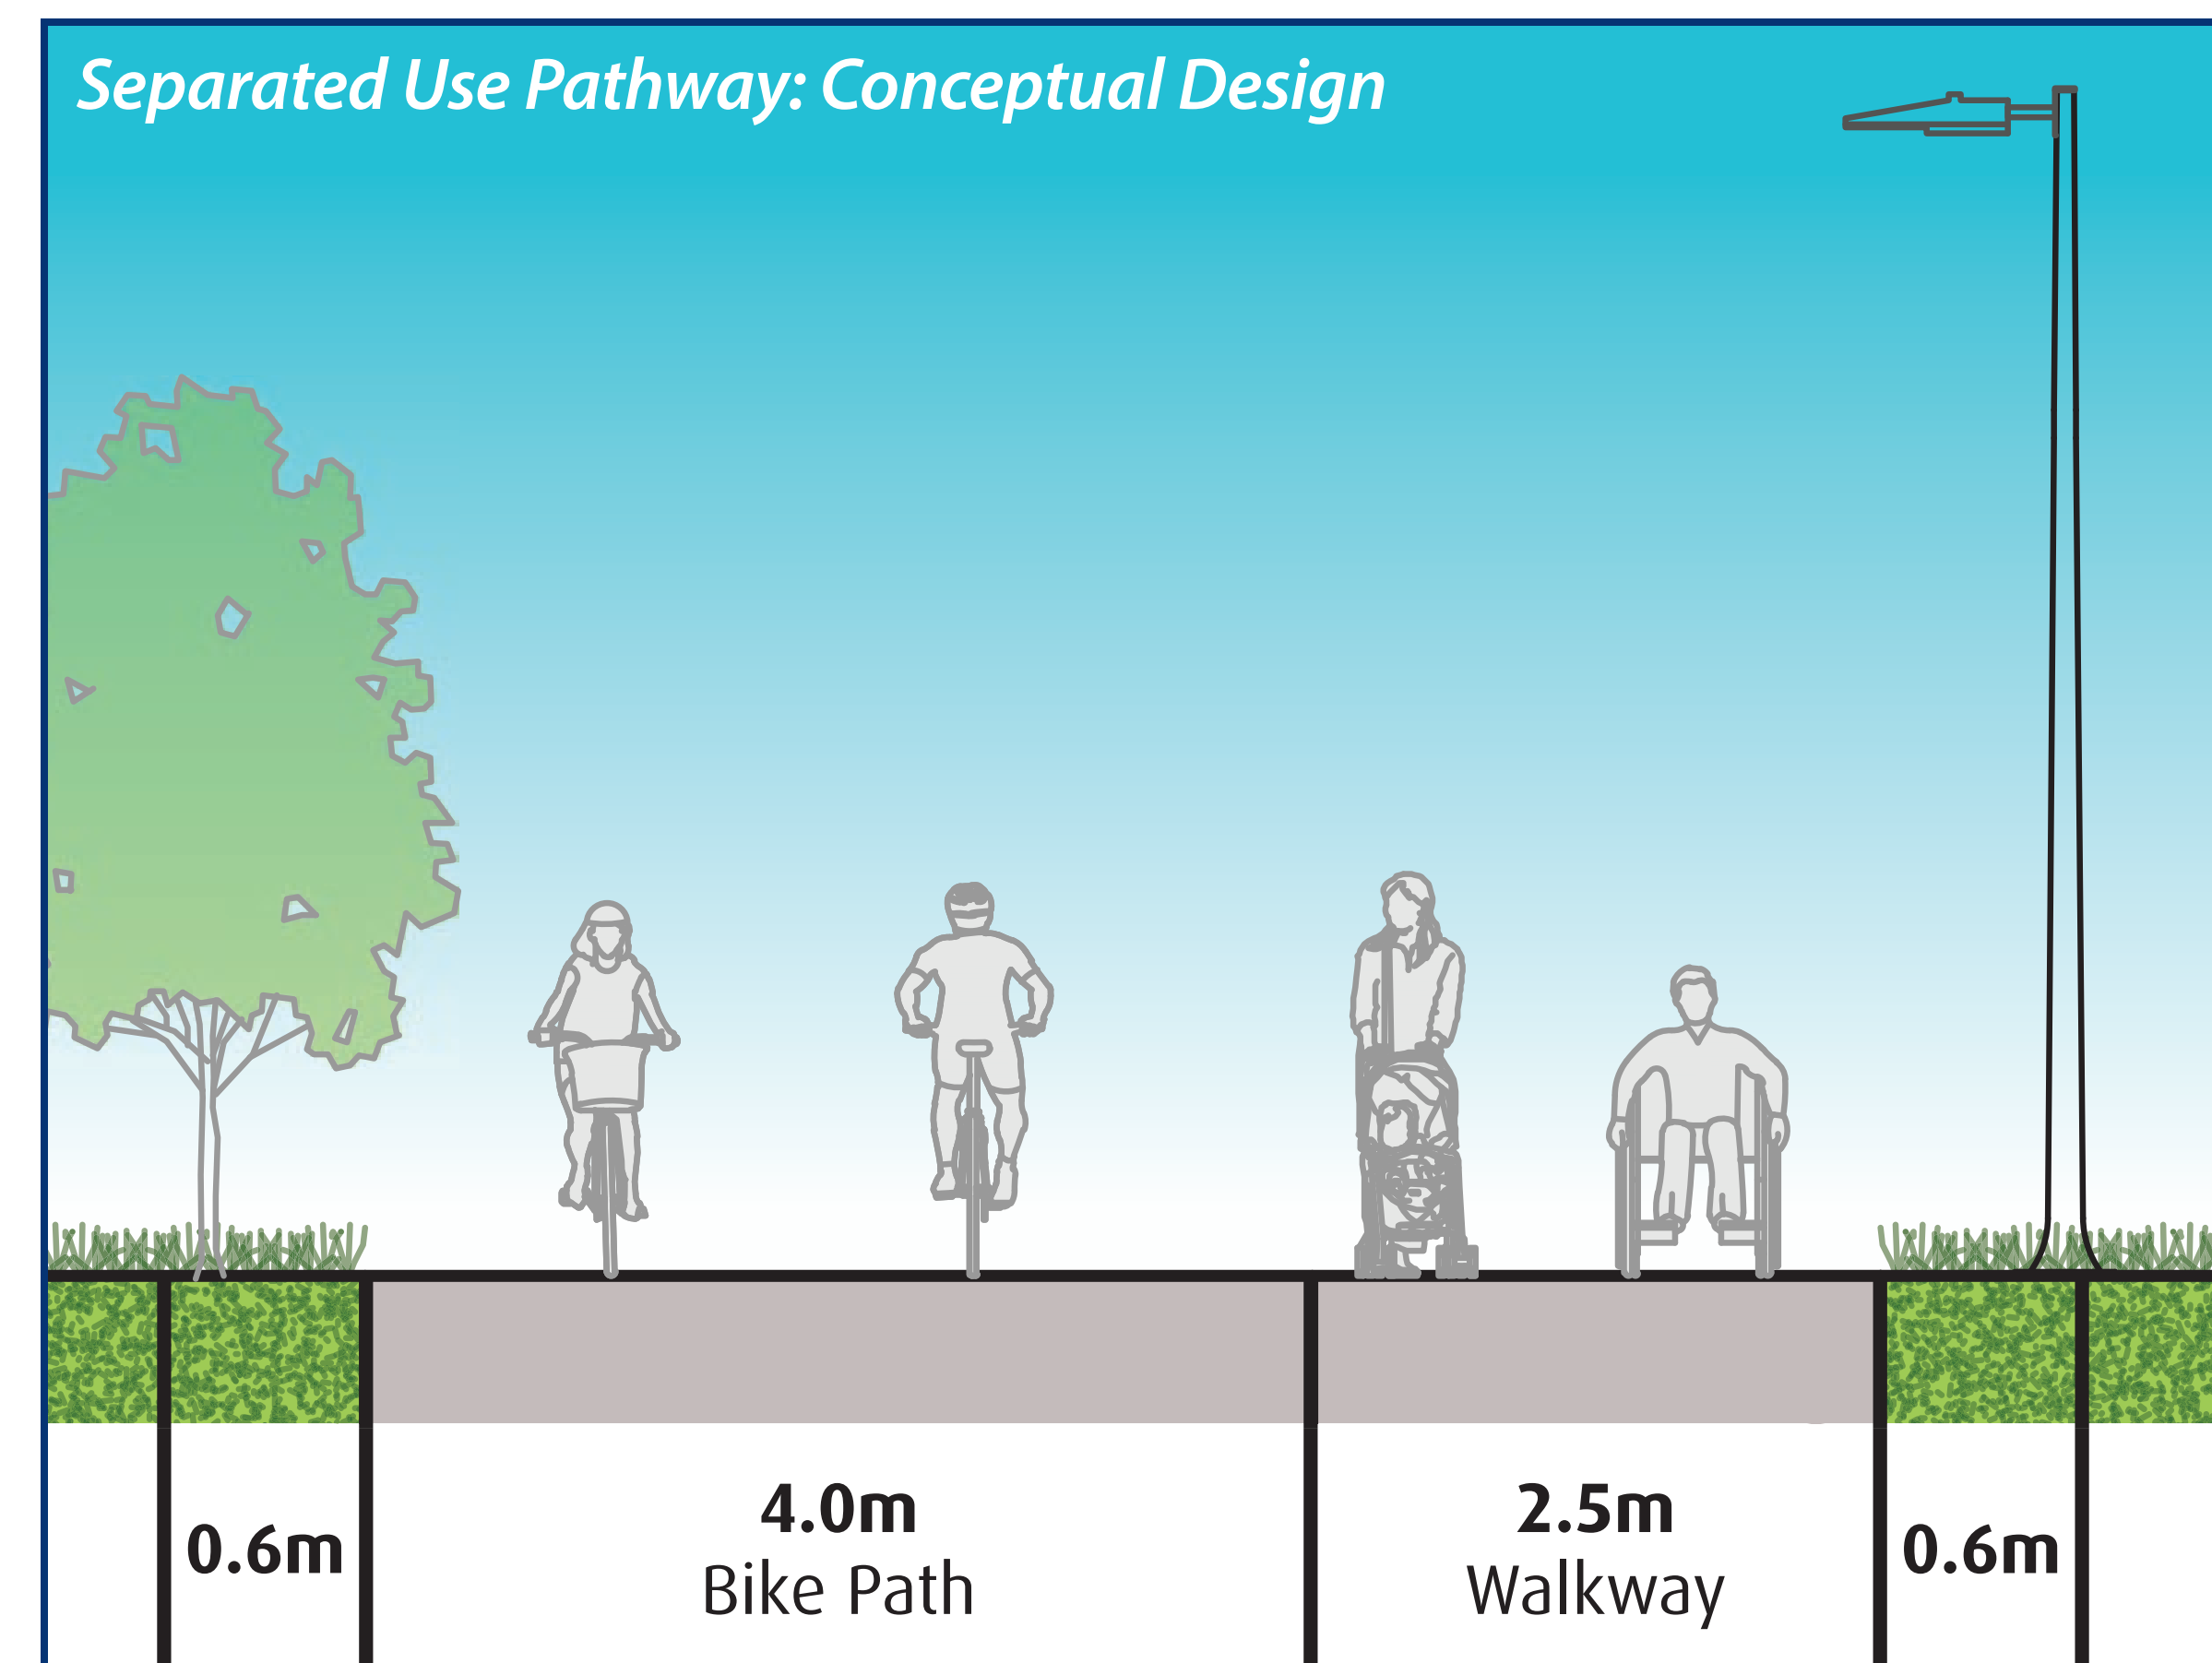 Separated Use Pathway: Conceptual Design
0.6m
4.0m
Bike Path
2.5m
Walkway
0.6m